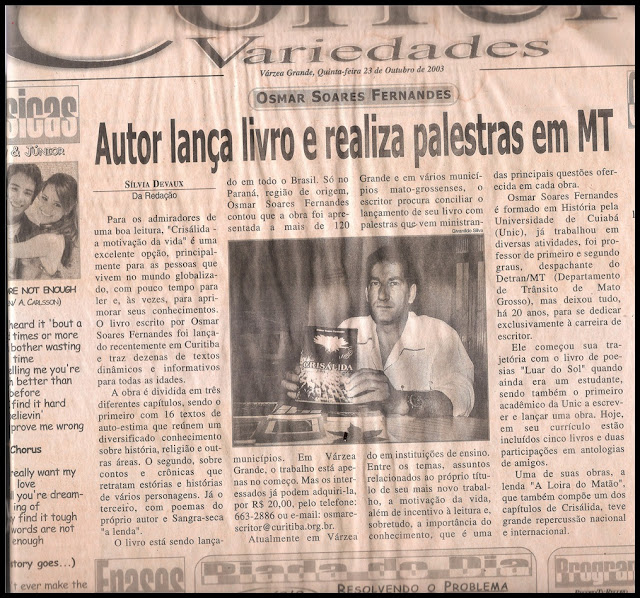 Correi
Variedades
Várzea Grande, Quinta-feira 23 de Outubro de 2003
OSMAR SOARES FERNANDES
Autor lança livro e realiza palestras em MT
SÍLVIA DEVAUX
Da Redação
Para os admiradores de
uma boa leitura, "Crisálida -
a motivação da vida" é uma
excelente opção, principal-
mente para as pessoas que
vivem no mundo globaliza-
do, com pouco tempo para
ler e, às vezes, para apri-
morar seus conhecimentos.
O livro escrito por Osmar
Soares Fernandes foi lança-
do recentemente em Curitiba
e traz dezenas de textos
dinâmicos e informativos
para todas as idades.
A obra é dividida em três
diferentes capítulos, sendo o
primeiro com 16 textos de
auto-estima que reúnem um
diversificado conhecimento
sobre história, religião e ou-
tras áreas. O segundo, sobre
contos e crônicas que
retratam estórias e histórias
de vários personagens. Já o
terceiro, com poemas do
próprio autor e Sangra-seca
"a lenda".
O livro está sendo lança-
do em todo o Brasil. Só no
Paraná, região de origem,
Osmar Soares Fernandes
contou que a obra foi apre-
sentada a mais de 120
municípios. Em Várzea
Grande, o trabalho está ape-
nas no começo. Mas os inte-
ressados já podem adquiri-la,
por R$ 20,00, pelo telefone:
663-2886 ou e-mail: osmare-
scritor@curitiba.org.br.
Atualmente em Várzea
Grande e em vários municí-
pios mato-grossenses, o
escritor procura conciliar o
lançamento de seu livro com
palestras que vem ministran-
Genonildo Silva
CRISÁLIDA
do em instituições de ensino.
Entre os temas, assuntos
relacionados ao próprio títu-
lo de seu mais novo trabal-
ho, a motivação da vida,
além de incentivo à leitura e,
sobretudo, a importância do
conhecimento, que é uma
das principais questões ofer-
ecida em cada obra.
Osmar Soares Fernandes
é formado em História pela
Universidade de Cuiabá
(Unic), já trabalhou em
diversas atividades, foi pro-
fessor de primeiro e segundo
graus, despachante do
Detran/MT (Departamento
de Trânsito de Mato
Grosso), mas deixou tudo,
há 20 anos, para se dedicar
exclusivamente à carreira de
escritor.
Ele começou sua tra-
jetória com o livro de poe-
sias "Luar do Sol" quando
ainda era um estudante,
sendo também o primeiro
acadêmico da Unic a escrev-
er e lançar uma obra. Hoje,
em seu currículo estão
incluídos cinco livros e duas
participações em antologias
de amigos.
Uma de suas obras, a
lenda "A Loira do Matão",
que também compõe um dos
capítulos de Crisálida, teve
grande repercussão nacional
e internacional.
sicas
& JÚNIOR
RE NOT ENOUGH
N/ A. CARLSSON)
heard it 'bout a
d times or more
bother wasting
time
elling me you're
n better than
before
find it hard
elievin'
prove me wrong
Chorus
really want my
love
l you're dream-
ing of
y find it tough
words are not
enough
atory goes...)
't ever make the
Frases
Piada do Dia
RESOLVENDO O PROBLEMA
Program